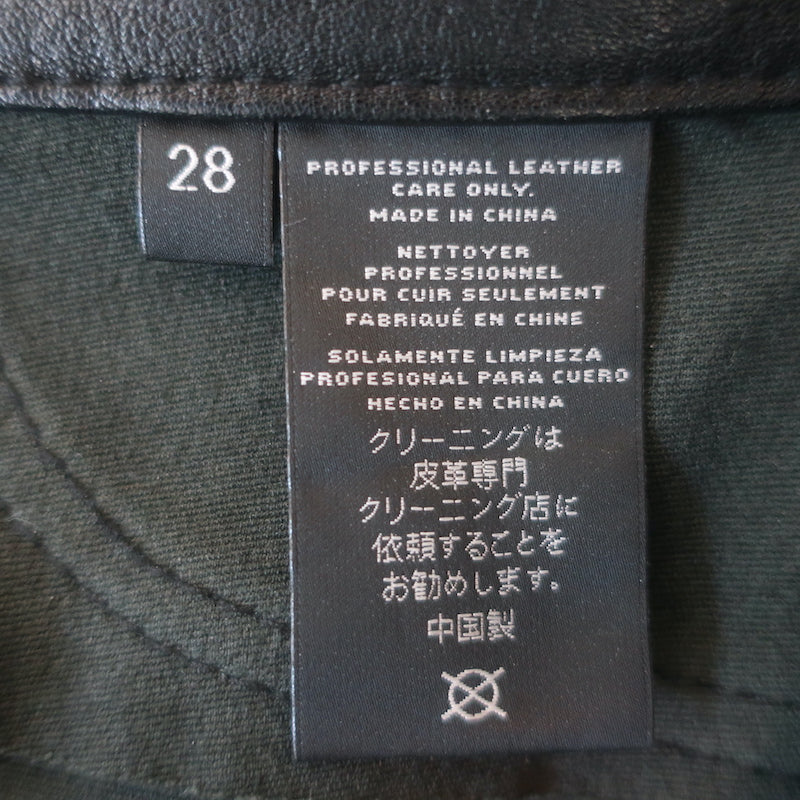 28
PROFESSIONAL LEATHER
CARE ONLY.
MADE IN CHINA
NETTOYER
PROFESSIONNEL
POUR CUIR SEULEMENT
FABRIQUÉ EN CHINE
SOLAMENTE LIMPIEZA
PROFESIONAL PARA CUERO
HECHO EN CHINA
クリーニングは
皮革専門
クリーニング店に
依頼することを
お勧めします。
中国製